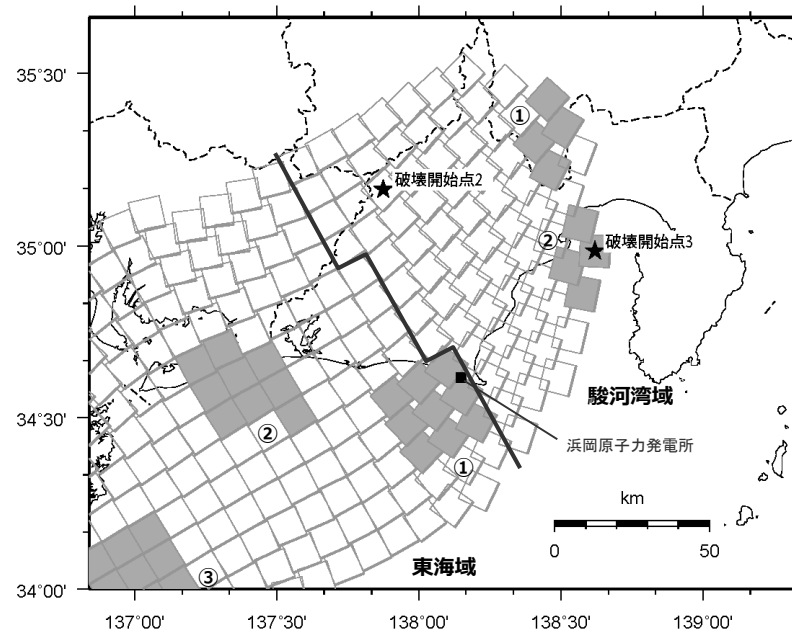 35°30'
①
破壊開始点2
35°00'
②
破壊開始点3
駿河湾域
34°30'
②
浜岡原子力発電所
①
km
0
50
③
東海域
34°00'
137°00'
137°30'
138°00'
138°30'
139°00'